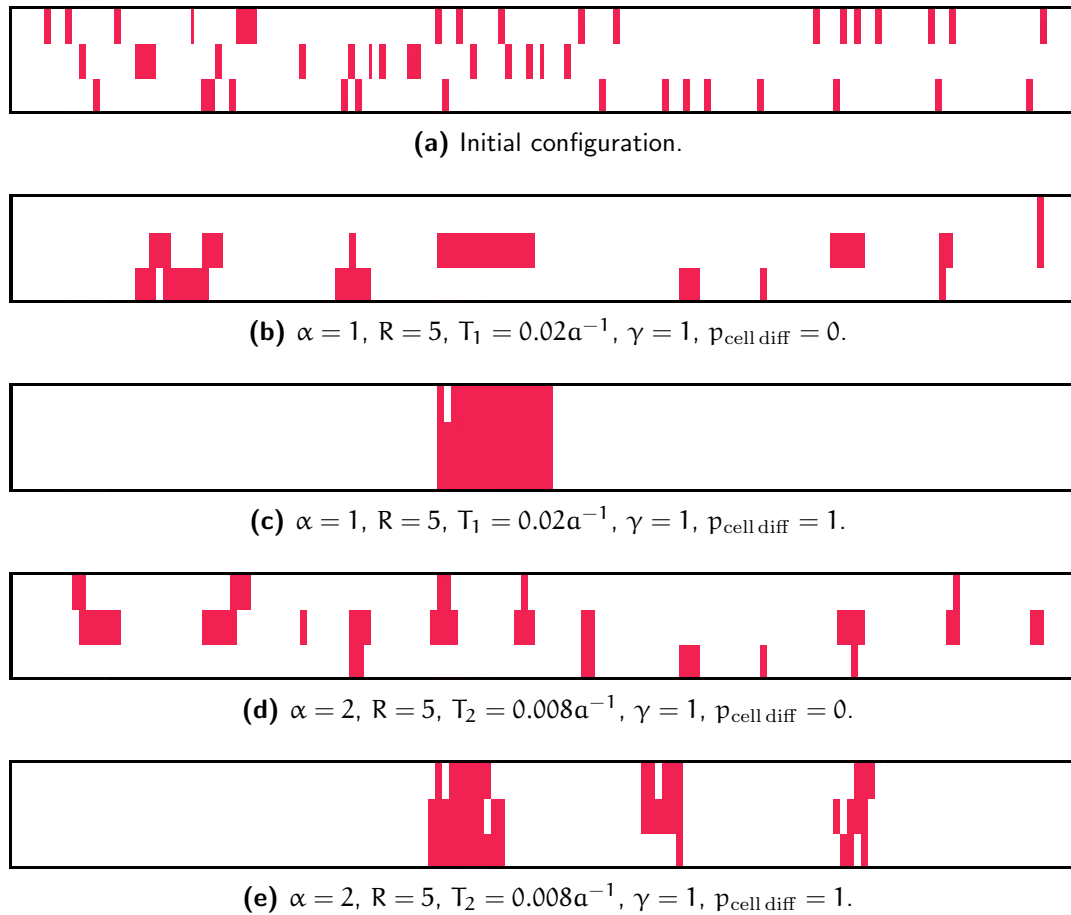 (a) Initial configuration.
(b) α = 1, R = 5, T₁ = 0.02a⁻¹, γ = 1, p_cell diff = 0.
(c) α = 1, R = 5, T₁ = 0.02a⁻¹, γ = 1, p_cell diff = 1.
(d) α = 2, R = 5, T₂ = 0.008a⁻¹, γ = 1, p_cell diff = 0.
(e) α = 2, R = 5, T₂ = 0.008a⁻¹, γ = 1, p_cell diff = 1.